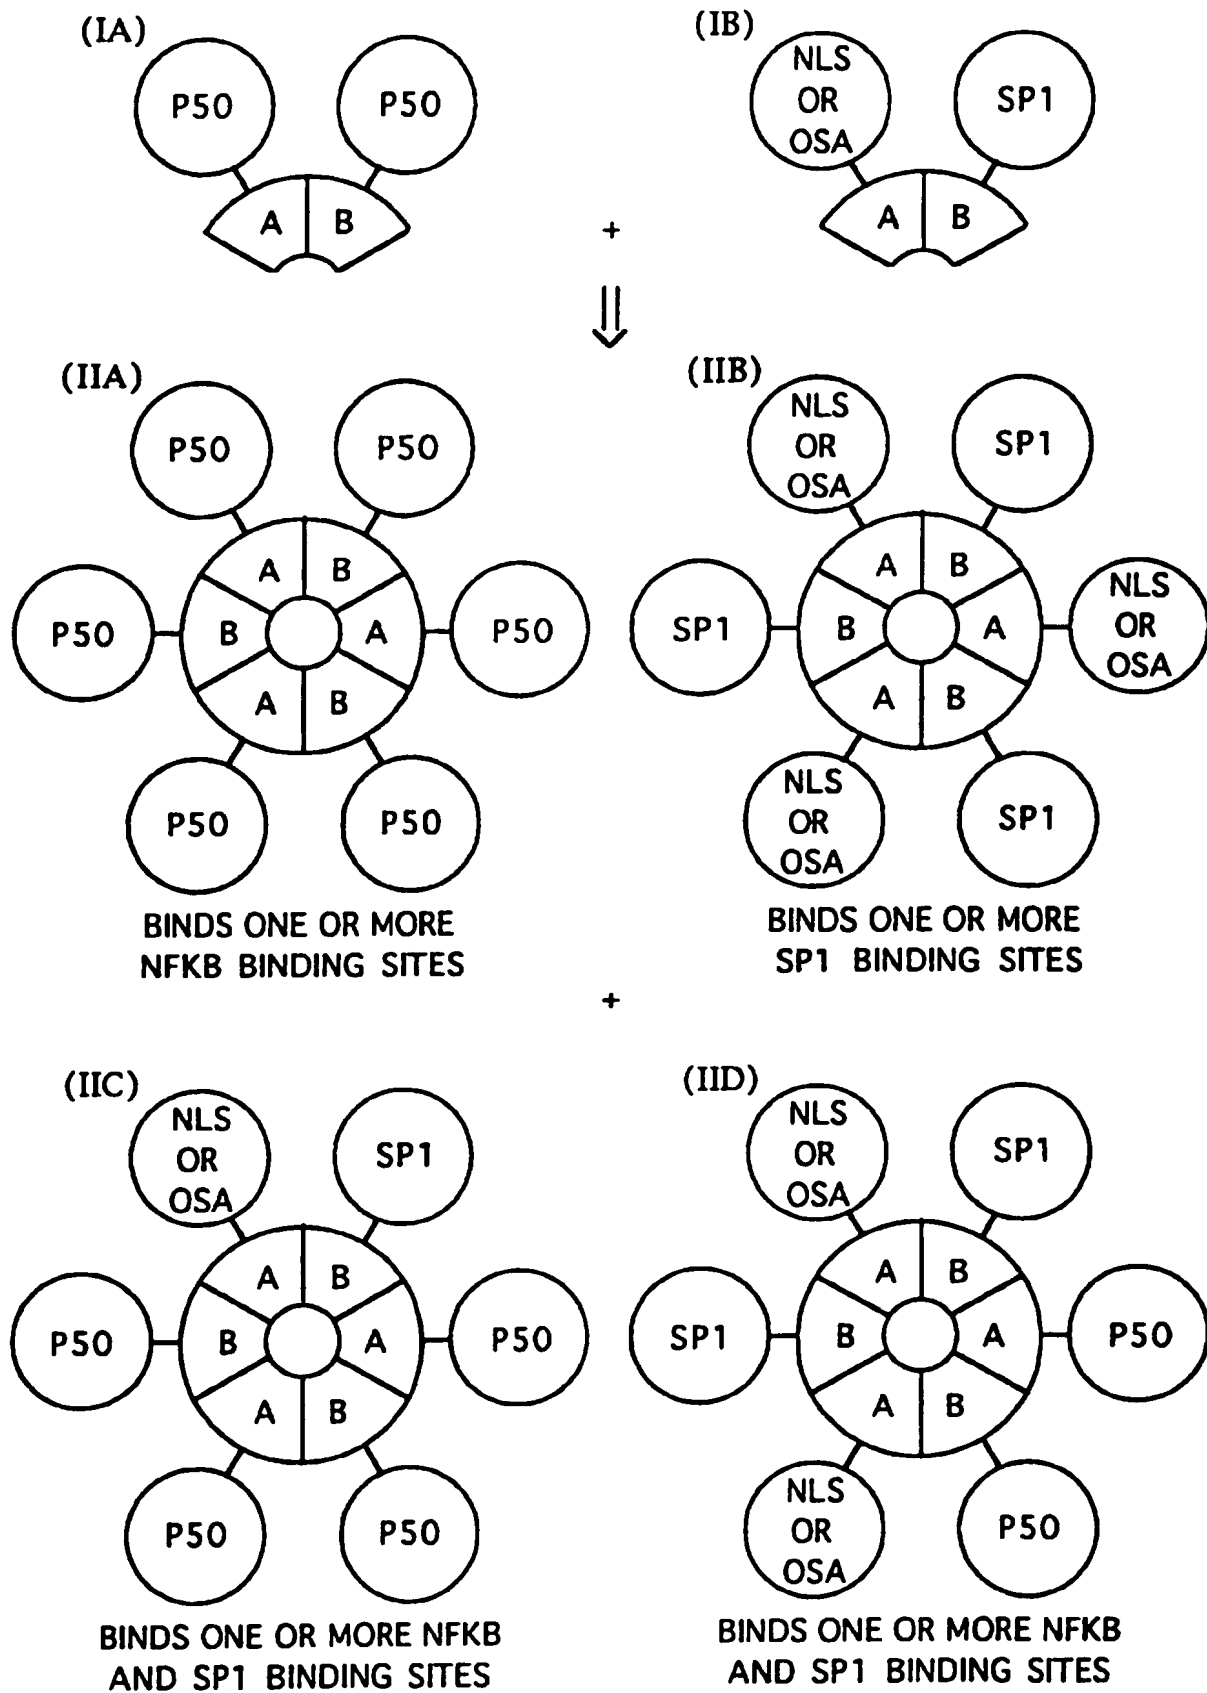 (IA)
P50
P50
A
B
(IB)
NLS
OR
OSA
SP1
A
B
+
(IIA)
P50
P50
A
B
P50
B
A
P50
A
B
P50
P50
BINDS ONE OR MORE
NFKB BINDING SITES
(IIB)
NLS
OR
OSA
SP1
A
B
SP1
B
A
NLS
OR
OSA
A
B
NLS
OR
OSA
SP1
BINDS ONE OR MORE
SP1 BINDING SITES
+
(IIC)
NLS
OR
OSA
SP1
A
B
P50
B
A
P50
A
B
P50
P50
BINDS ONE OR MORE NFKB
AND SP1 BINDING SITES
(IID)
NLS
OR
OSA
SP1
A
B
SP1
B
A
P50
A
B
NLS
OR
OSA
P50
BINDS ONE OR MORE NFKB
AND SP1 BINDING SITES